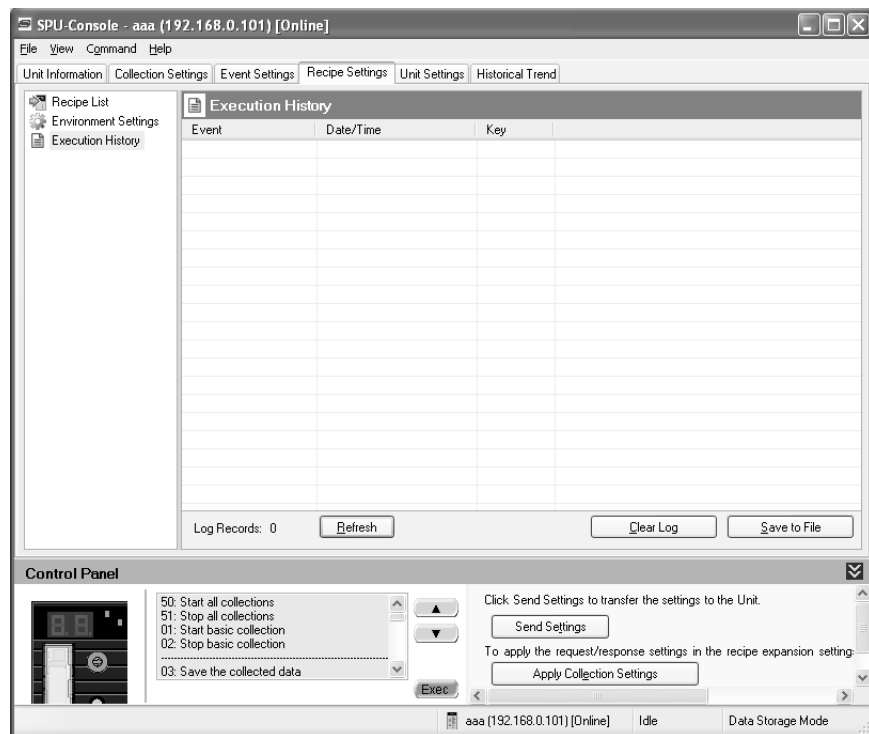 SPU-Console - aaa (192.168.0.101) [Online]
File View Command Help
Unit Information Collection Settings Event Settings Recipe Settings Unit Settings Historical Trend
Recipe List
Environment Settings
Execution History
Execution History
Event Date/Time Key
Log Records: 0 Refresh Clear Log Save to File
Control Panel
50: Start all collections
51: Stop all collections
01: Start basic collection
02: Stop basic collection
03: Save the collected data
Exec
Click Send Settings to transfer the settings to the Unit.
Send Settings
To apply the request/response settings in the recipe expansion setting
Apply Collection Settings
aaa (192.168.0.101) [Online] Idle Data Storage Mode